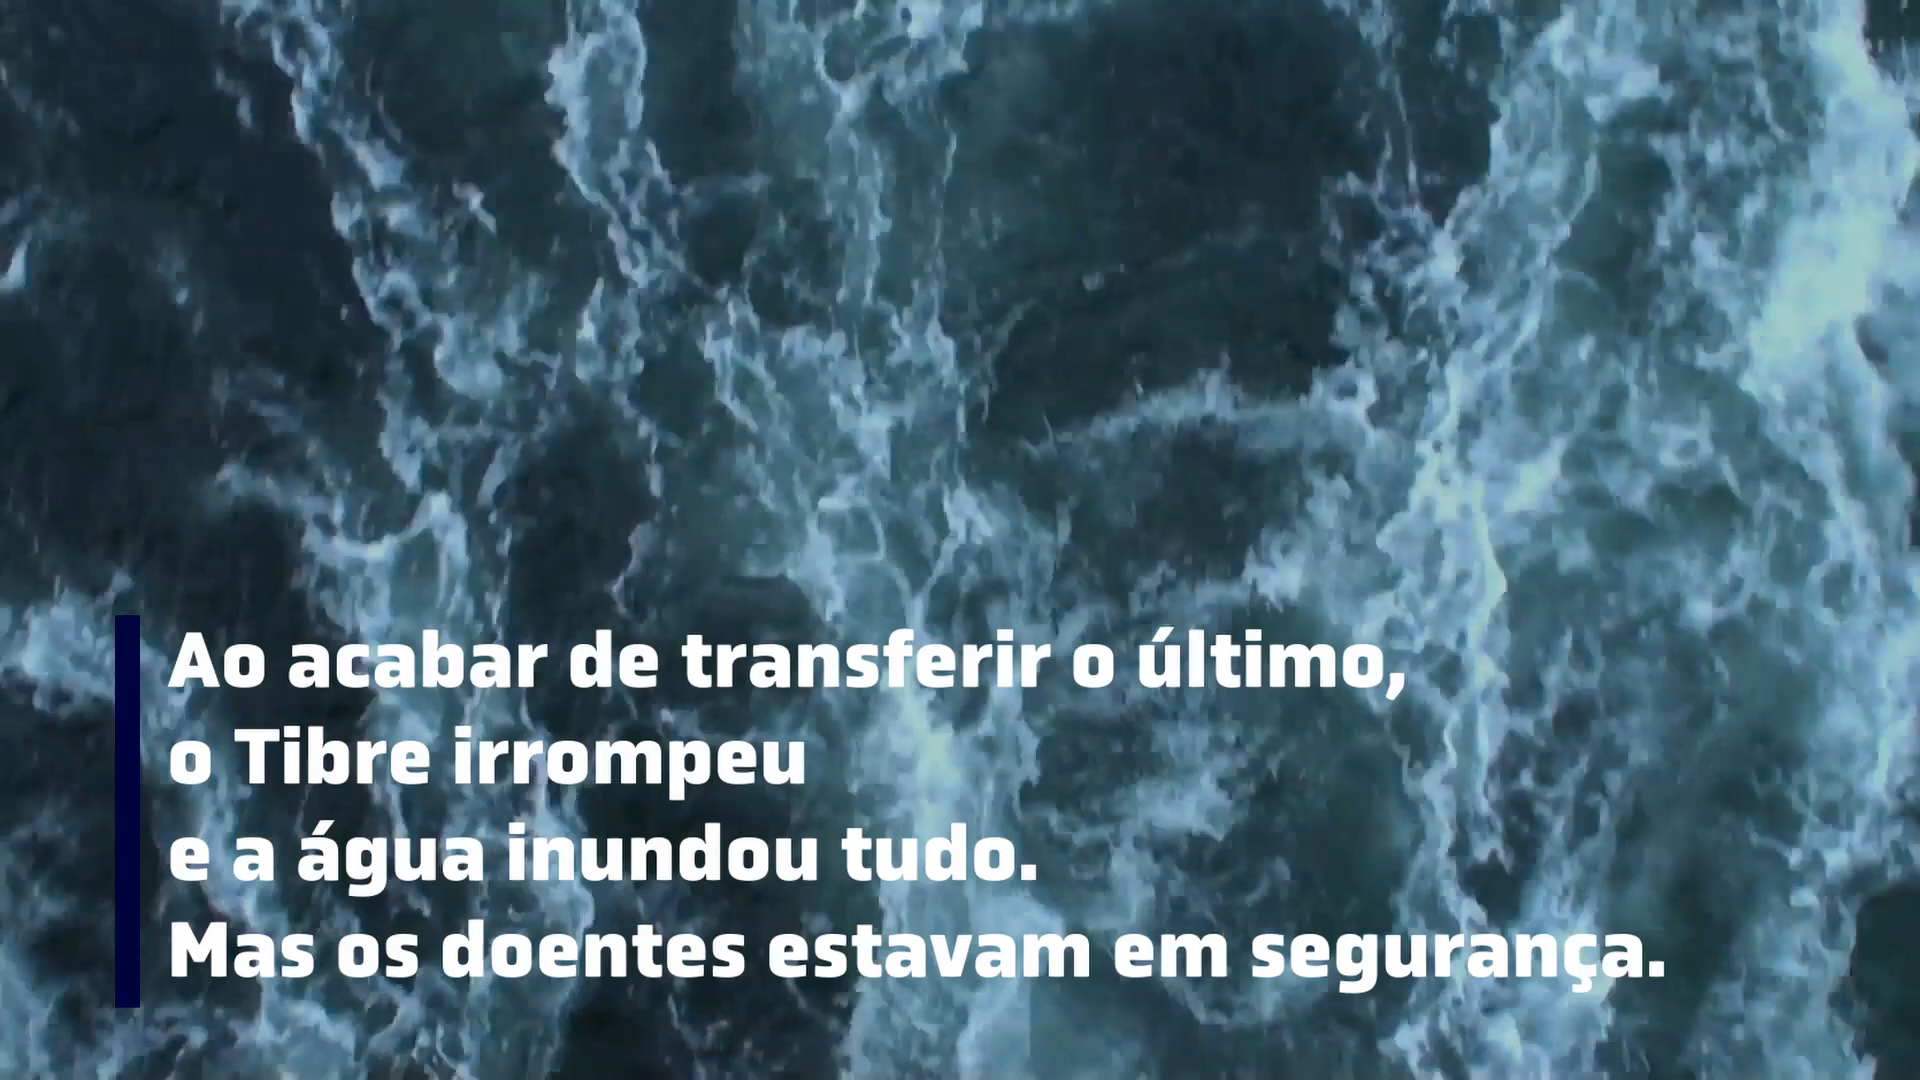 Ao acabar de transferir o último,
o Tibre irrompeu
e a água inundou tudo.
Mas os doentes estavam em segurança.